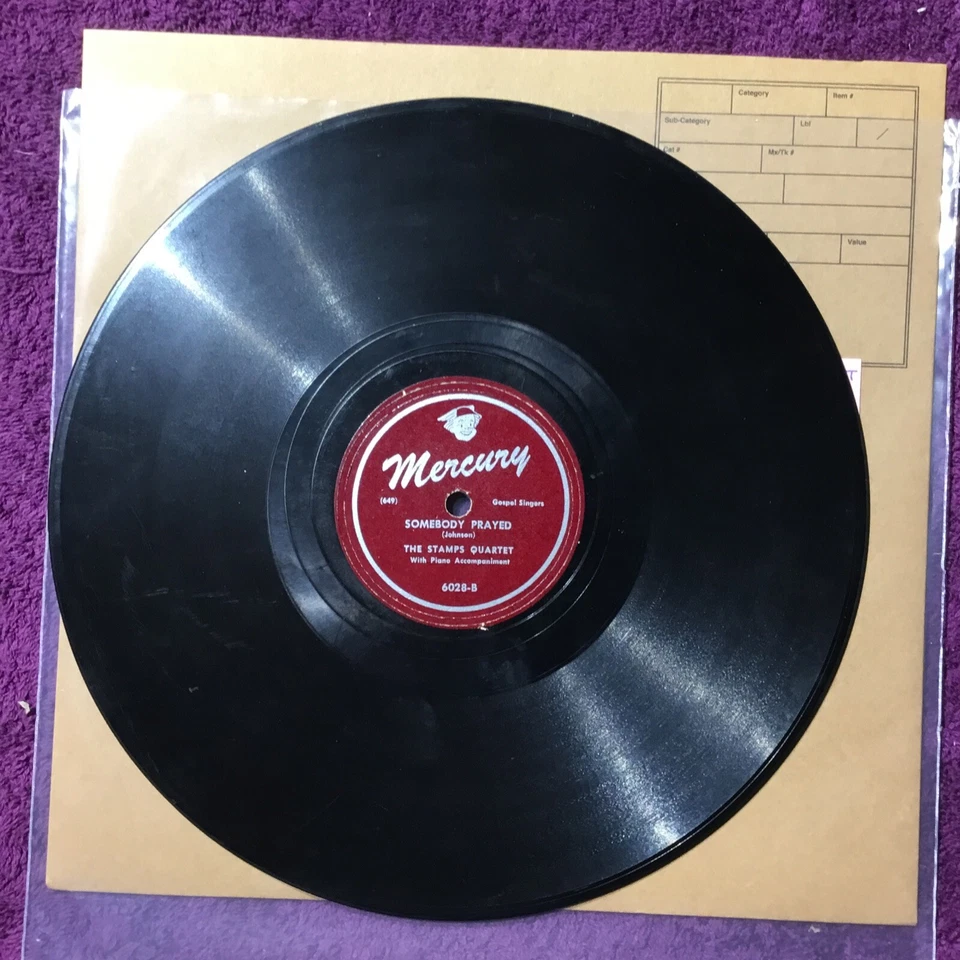 Category
Item #
Sub-Category
Lbl
/
Cat #
Mx/Tk #
Value
T
Mercury
(649)
Gospel Singers
SOMEBODY PRAYED
(Johnson)
THE STAMPS QUARTET
With Piano Accompaniment
6028-B